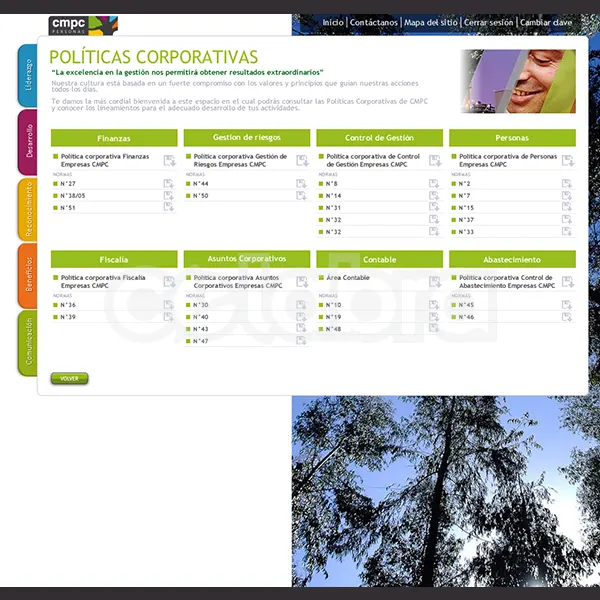 cmpc
PERSONAS
Inicio | Contáctanos | Mapa del sitio | Cerrar sesión | Cambiar clave
Liderazgo
Desarrollo
Reconocimiento
Beneficios
Comunicación
POLÍTICAS CORPORATIVAS
“La excelencia en la gestión nos permitirá obtener resultados extraordinarios”
Nuestra cultura está basada en un fuerte compromiso con los valores y principios que guían nuestras acciones
todos los días.
Te damos la más cordial bienvenida a este espacio en el cual podrás consultar las Políticas Corporativas de CMPC
y conocer los lineamientos para el adecuado desarrollo de tus actividades.
Finanzas
Política corporativa Finanzas
Empresas CMPC
NORMAS
N°27
N°38/05
N°51
Gestion de riesgos
Política corporativa Gestión de
Riesgos Empresas CMPC
NORMAS
N°44
N°50
Control de Gestión
Política corporativa de Control
de Gestión Empresas CMPC
NORMAS
N°8
N°14
N°31
N°32
N°32
Personas
Política corporativa de Personas
Empresas CMPC
NORMAS
N°2
N°7
N°15
N°37
N°33
Fiscalía
Política corporativa Fiscalía
Empresas CMPC
NORMAS
N°36
N°39
Asuntos Corporativos
Política corporativa Asuntos
Corporativos Empresas CMPC
NORMAS
N°30
N°40
N°43
N°47
Contable
Área Contable
NORMAS
N°10
N°19
N°48
Abastecimiento
Política corporativa Control de
Abastecimiento Empresas CMPC
NORMAS
N°45
N°46
VOLVER